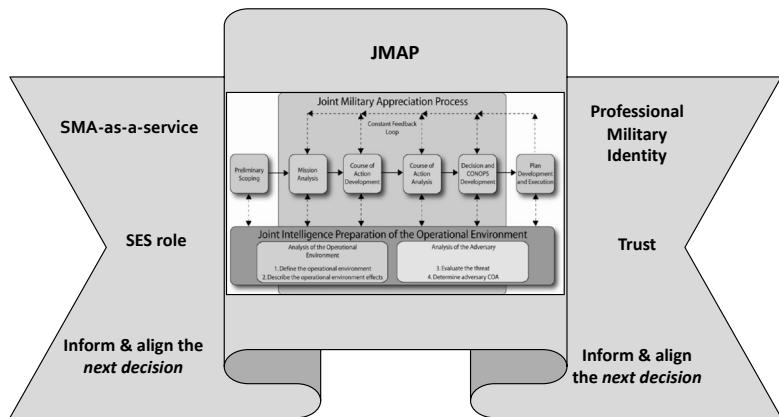 JMAP
SMA-as-a-service
SES role
Inform & align the
next decision
Joint Military Appreciation Process
Constant Feedback
Loop
Preliminary
Scoping
Mission
Analysis
Course of
Action
Development
Course of
Action
Analysis
Decision and
CONOPS
Development
Plan
Development
and Execution
Joint Intelligence Preparation of the Operational Environment
Analysis of the Operational
Environment
1. Define the operational environment
2. Describe the operational environment effects
Analysis of the Adversary
3. Evaluate the threat
4. Determine adversary COA
Professional
Military
Identity
Trust
Inform & align
the next decision